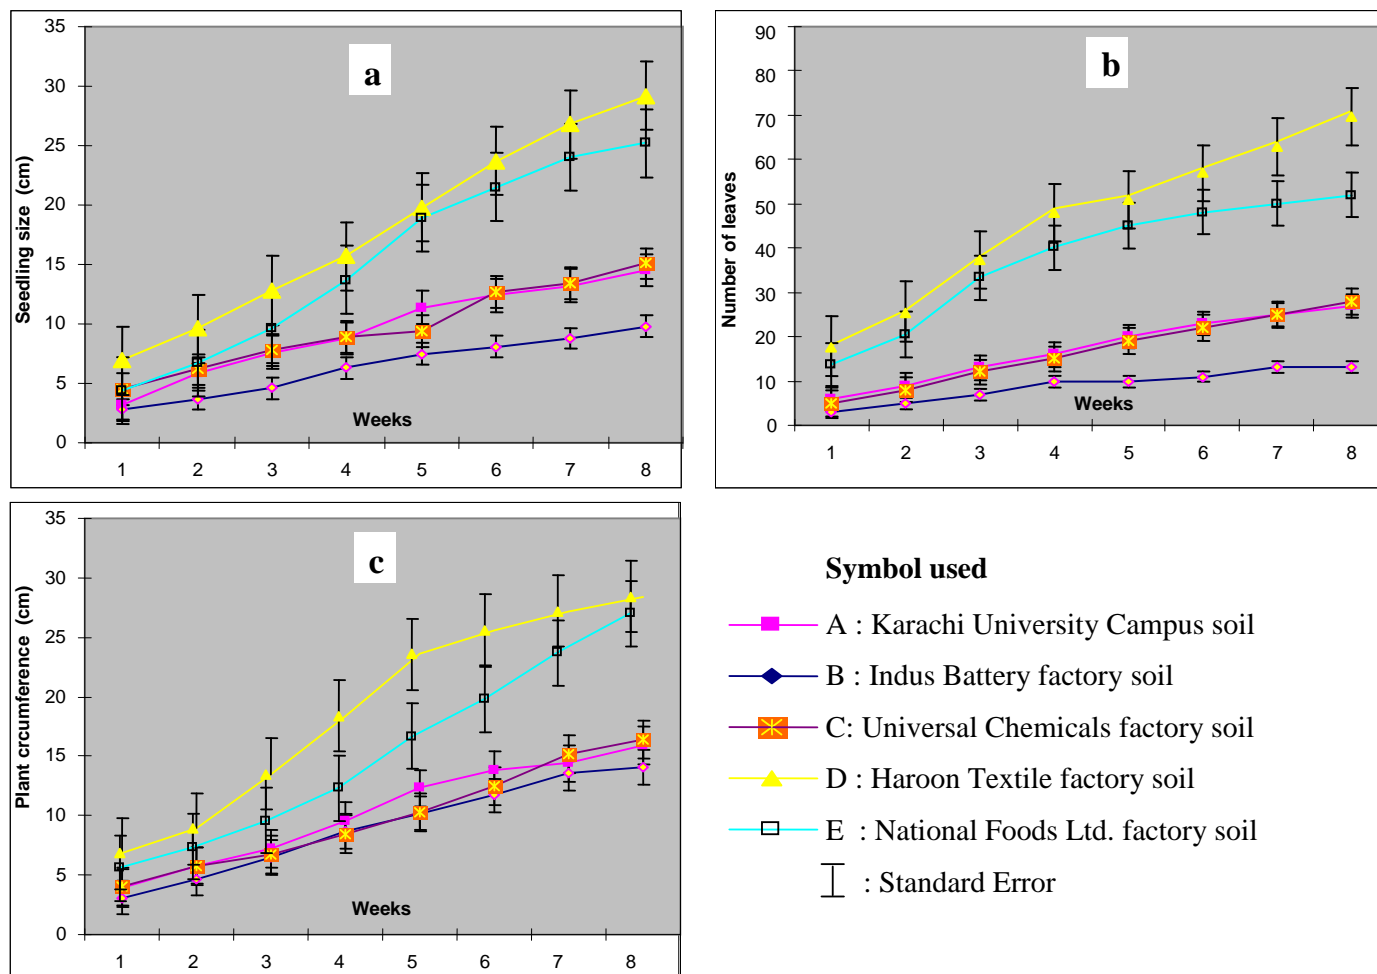 a
Seedling size (cm)
35
30
25
20
15
10
5
0
Weeks
1 2 3 4 5 6 7 8
b
Number of leaves
90
80
70
60
50
40
30
20
10
0
Weeks
1 2 3 4 5 6 7 8
c
Plant crcumference (cm)
35
30
25
20
15
10
5
0
Weeks
1 2 3 4 5 6 7 8
Symbol used
A : Karachi University Campus soil
B : Indus Battery factory soil
C: Universal Chemicals factory soil
D : Haroon Textile factory soil
E : National Foods Ltd. factory soil
: Standard Error